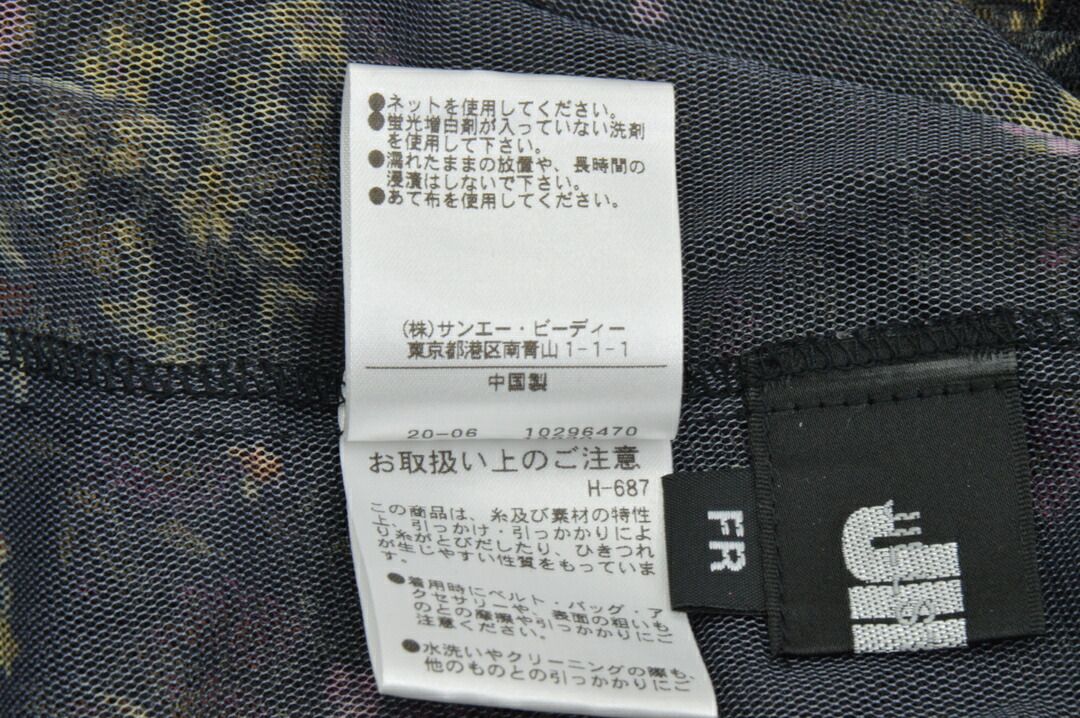 ●ネットを使用してください。
●蛍光増白剤が入っていない洗剤
を使用して下さい。
●濡れたままの放置や、長時間の
浸漬はしないで下さい。
●あて布を使用してください。
(株)サンエー・ビーディー
東京都港区南青山1-1-1
中国製
20-06 10296470
お取扱い上のご注意
H-687
この商品は、糸及び素材の特性
上、引っかけ・引っかかりによ
り糸がとびだしたり、ひきつれ
が生じやすい性質をもっていま
す。
●着用時にベルト・バッグ・ア
クセサリーや、表面の粗いも
のとの摩擦や引っかかりにご
注意ください。
●水洗いやクリーニングの際も、
他のものとの引っかかりにご
FR